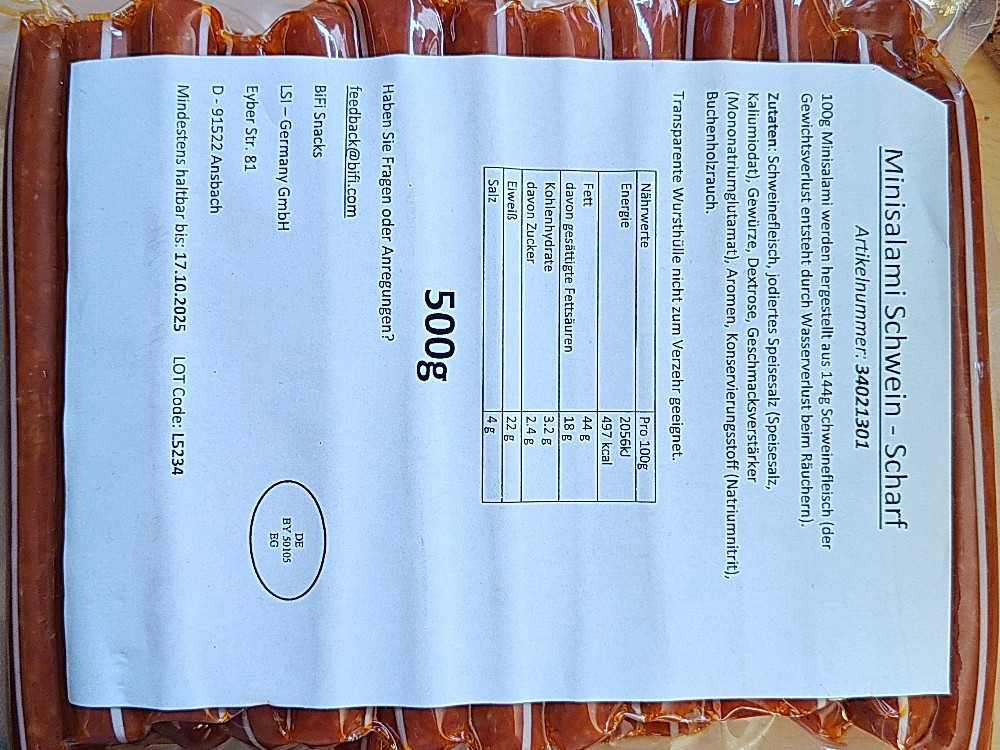 Minisalami Schwein - Scharf
Artikelnummer: 34021301
100g Minisalami werden hergestellt aus 144g Schweinefleisch (der
Gewichtsverlust entsteht durch Wasserverlust beim Räuchern).
Zutaten: Schweinefleisch, jodiertes Speisesalz (Speisesalz,
Kaliumiodat), Gewürze, Dextrose, Geschmacksverstärker
(Mononatriumglutamat), Aromen, Konservierungsstoff (Natriumnitrit),
Buchenholzrauch.
Transparente Wursthülle nicht zum Verzehr geeignet.
Nährwerte Pro 100g
Energie 2056kJ
497 kcal
Fett 44 g
davon gesättigte Fettsäuren 18 g
Kohlenhydrate 3.2 g
davon Zucker 2.4 g
Eiweiß 22 g
Salz 4 g
500g
Haben Sie Fragen oder Anregungen?
feedback@bifi.com
BiFi Snacks
LSI – Germany GmbH
Eyber Str. 81
D - 91522 Ansbach
Mindestens haltbar bis: 17.10.2025 LOT Code: L5234
DE
BY 50105
EG